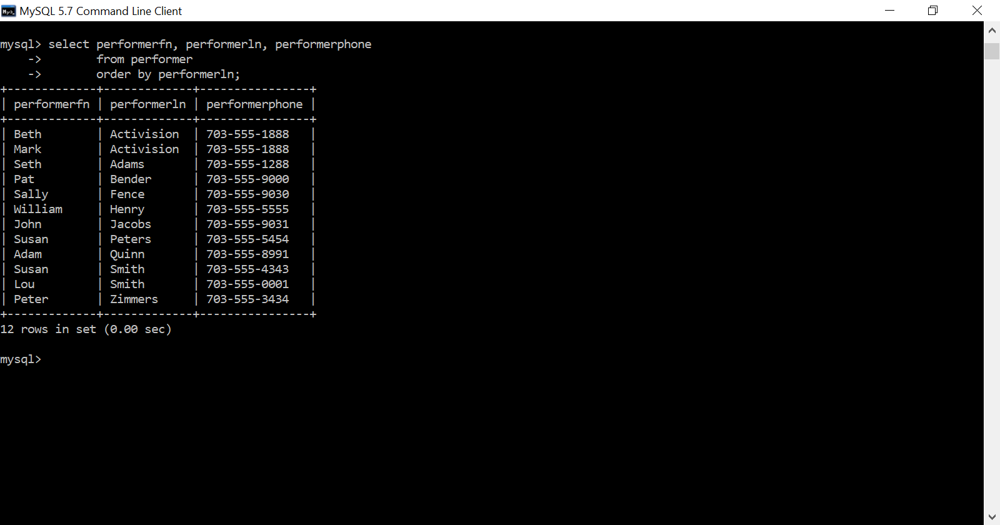 MySQL 5.7 Command Line Client
mysql> select performerfn, performerln, performerphone
    ->        from performer
    ->        order by performerln;
+-------------+-------------+----------------+
| performerfn | performerln | performerphone |
+-------------+-------------+----------------+
| Beth        | Activision  | 703-555-1888   |
| Mark        | Activision  | 703-555-1888   |
| Seth        | Adams       | 703-555-1288   |
| Pat         | Bender      | 703-555-9000   |
| Sally       | Fence       | 703-555-9030   |
| William     | Henry       | 703-555-5555   |
| John        | Jacobs      | 703-555-9031   |
| Susan       | Peters      | 703-555-5454   |
| Adam        | Quinn       | 703-555-8991   |
| Susan       | Smith       | 703-555-4343   |
| Lou         | Smith       | 703-555-0001   |
| Peter       | Zimmers     | 703-555-3434   |
+-------------+-------------+----------------+
12 rows in set (0.00 sec)
mysql>